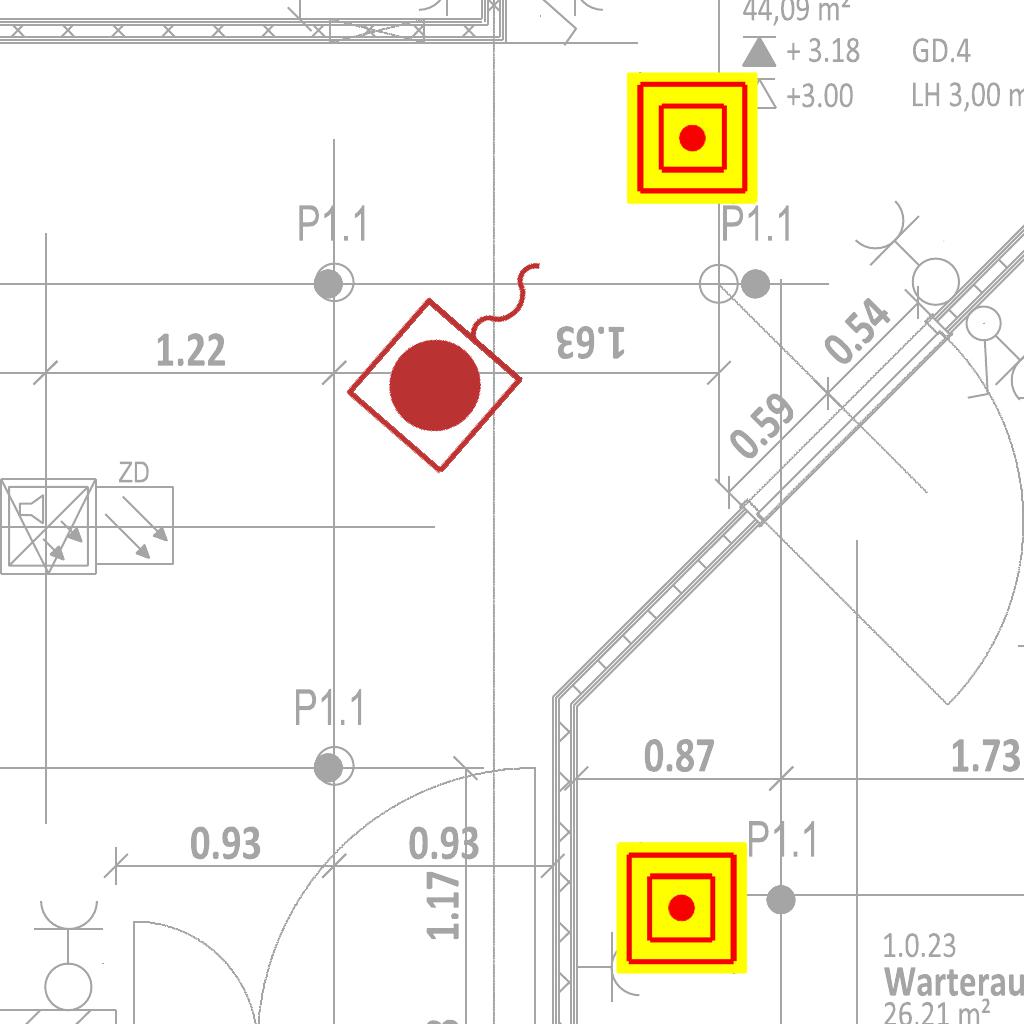 44,09 m²
+ 3.18 GD.4
+3.00 LH 3,00 m
P1.1 P1.1
1.22 1.63 0.54
0.59
ZD
P1.1
0.87 1.73
P1.1
0.93 0.93
1.17
1.0.23
Warterau
26,21 m²